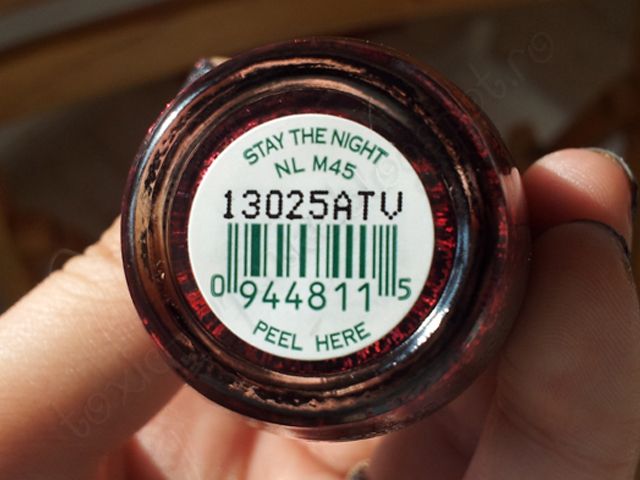 STAY THE NIGHT
NL M45
13025ATV
0 944811 5
PEEL HERE